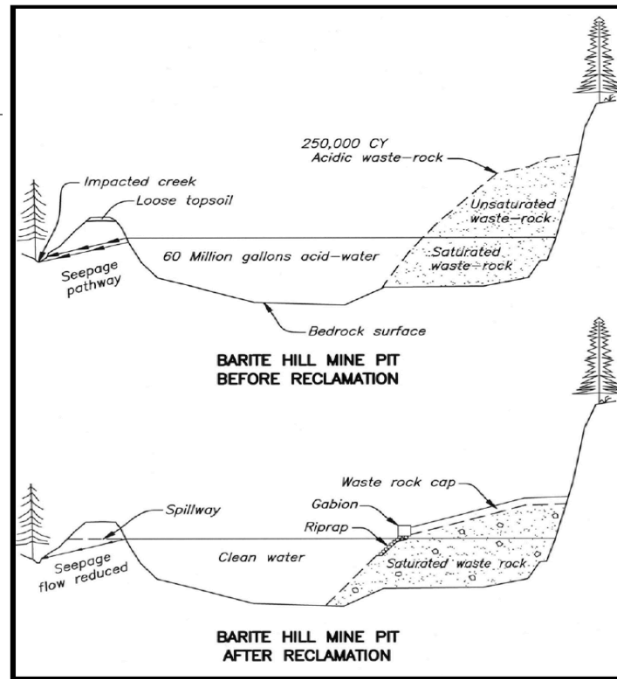 250,000 CY
Acidic waste-rock
Impacted creek
Loose topsoil
Unsaturated
waste-rock
60 Million gallons acid-water
Saturated
waste-rock
Seepage
pathway
Bedrock surface
BARITE HILL MINE PIT
BEFORE RECLAMATION
Waste rock cap
Gabion
Spillway
Riprap
Seepage
flow reduced
Clean water
Saturated waste rock
BARITE HILL MINE PIT
AFTER RECLAMATION